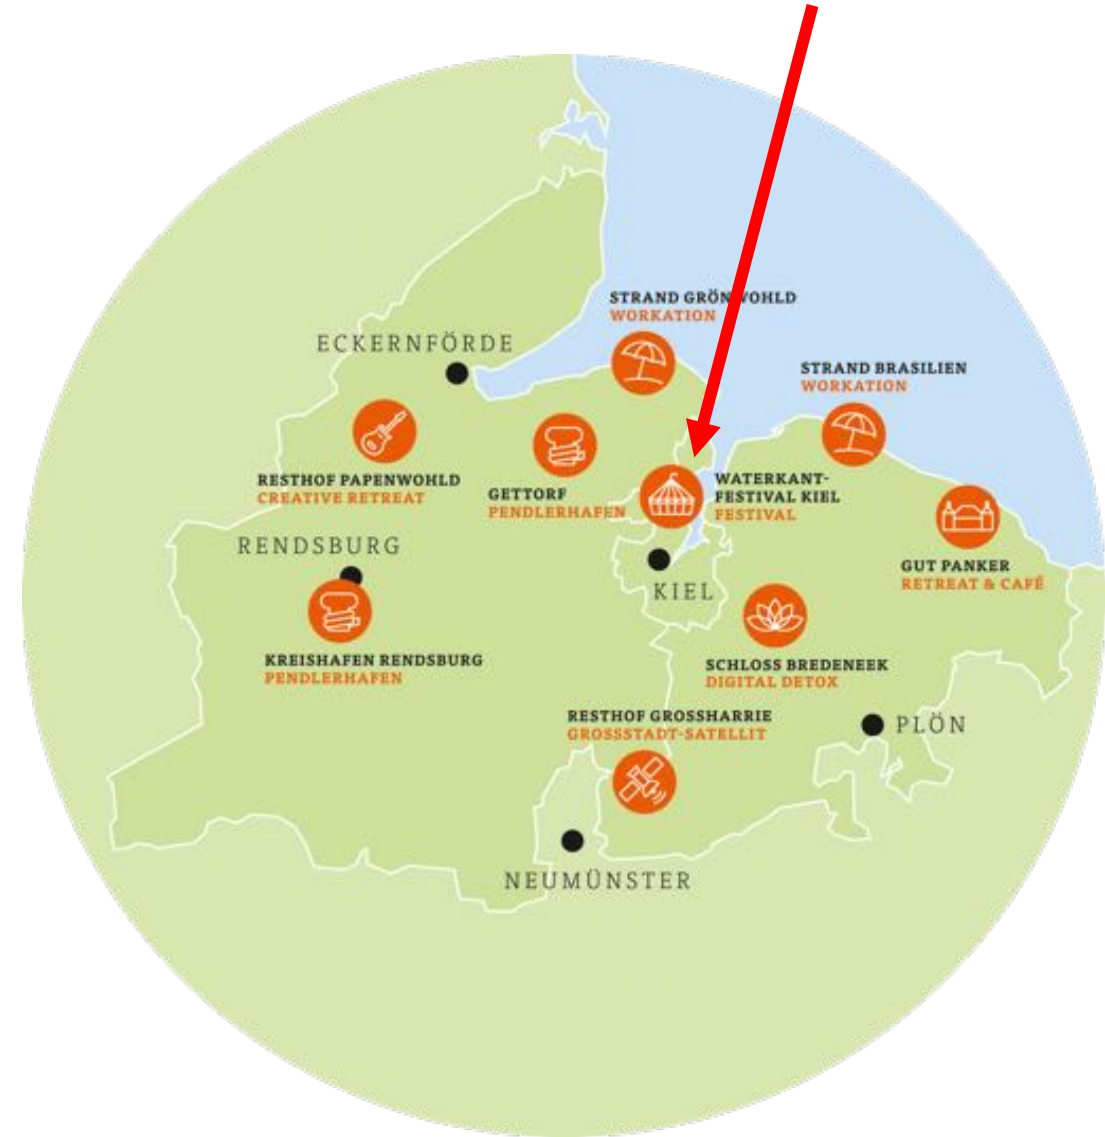 STRAND GRÖNWOHLD
WORKATION
ECKERNFÖRDE
STRAND BRASILIEN
WORKATION
RESTHOF PAPENWOHLD
CREATIVE RETREAT
GETTORF
PENDLERHAFEN
WATERKANT-
FESTIVAL KIEL
FESTIVAL
RENDSBURG
GUT PANKER
RETREAT & CAFÉ
KIEL
KREISHAFEN RENDSBURG
PENDLERHAFEN
SCHLOSS BREDENEEK
DIGITAL DETOX
RESTHOF GROSSHARRIE
GROSSSTADT-SATELLIT
PLÖN
NEUMÜNSTER